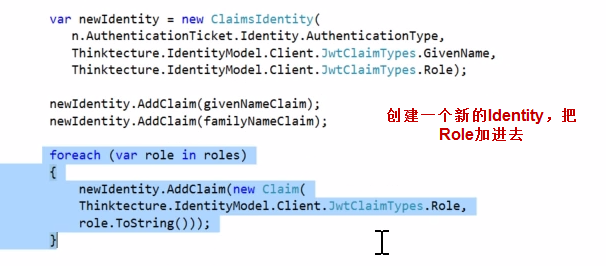 var newIdentity = new ClaimsIdentity(
n.AuthenticationTicket.Identity.AuthenticationType,
Thinktecture.IdentityModel.Client.JwtClaimTypes.GivenName,
Thinktecture.IdentityModel.Client.JwtClaimTypes.Role);
newIdentity.AddClaim(givenNameClaim);
newIdentity.AddClaim(familyNameClaim);
创建一个新的Identity，把
Role加进去
foreach (var role in roles)
{
newIdentity.AddClaim(new Claim(
Thinktecture.IdentityModel.Client.JwtClaimTypes.Role,
role.ToString()));
}